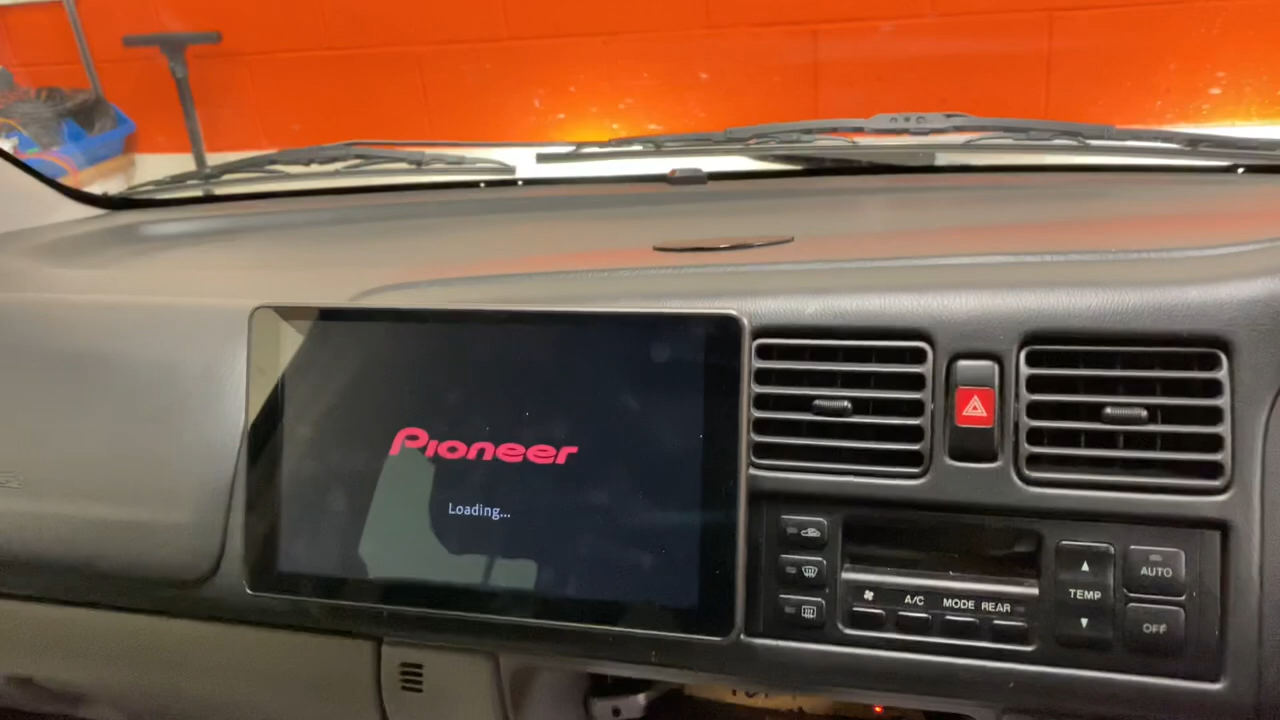 Pioneer
Loading...
A/C MODE REAR
TEMP
AUTO
OFF